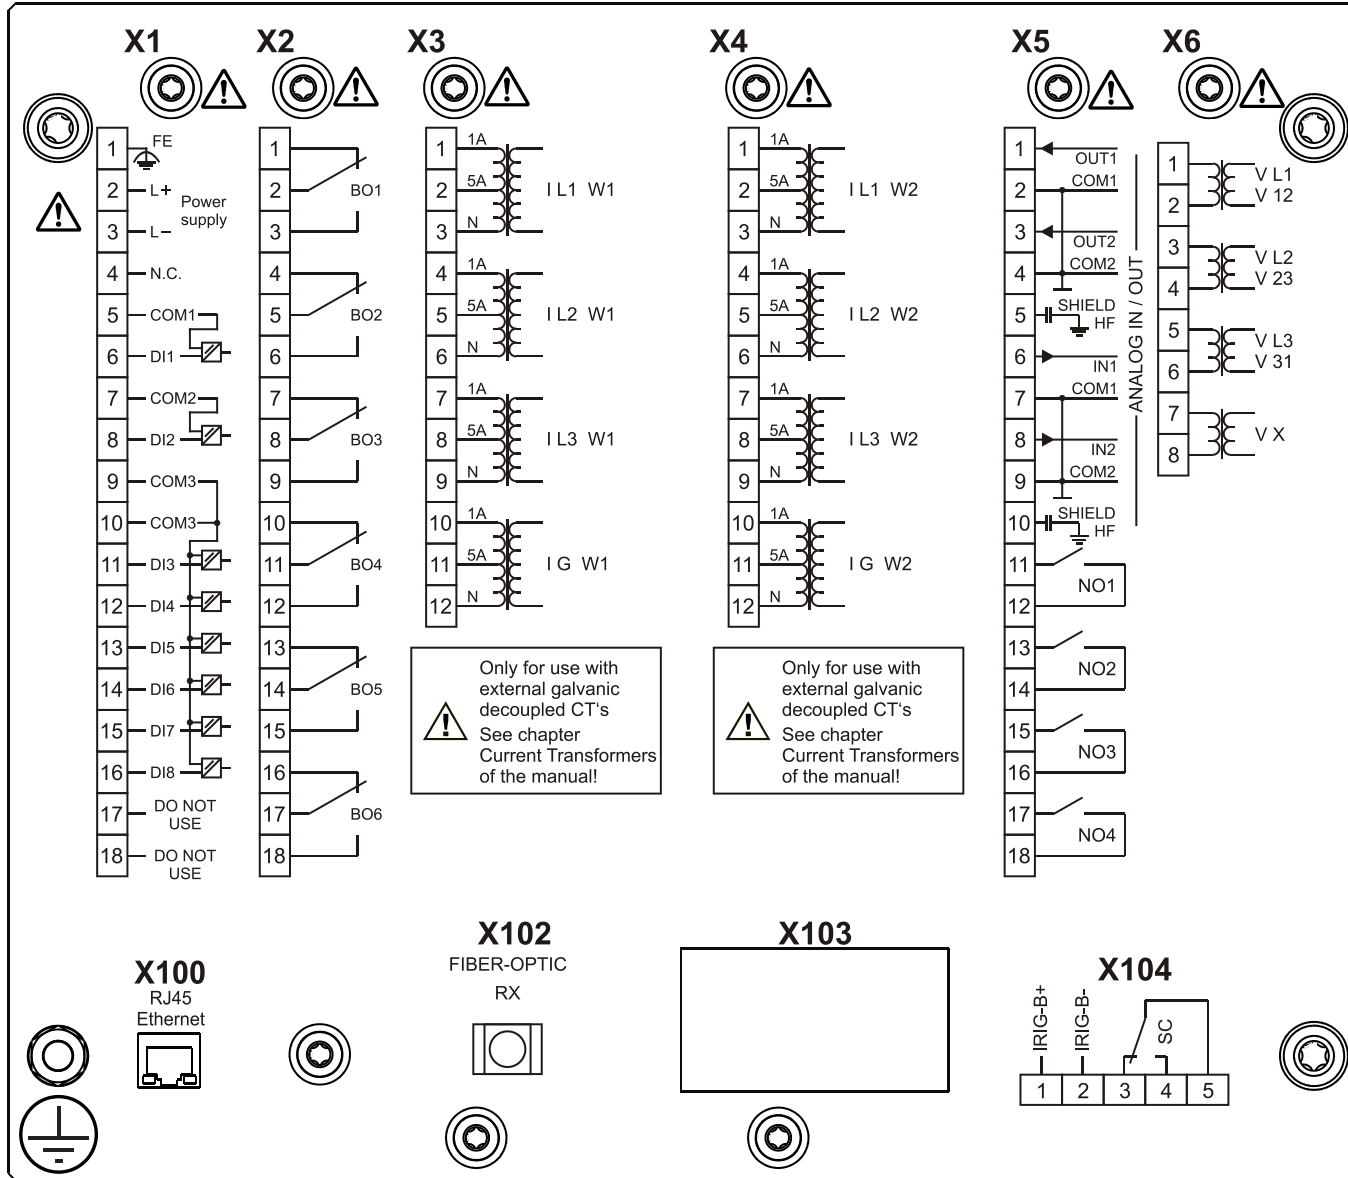 X1
X2
X3
X4
X5
X6
1 FE
2 L+
Power
supply
3 L−
4 N.C.
5 COM1
6 DI1
7 COM2
8 DI2
9 COM3
10 COM3
11 DI3
12 DI4
13 DI5
14 DI6
15 DI7
16 DI8
17 DO NOT
USE
18 DO NOT
USE
1
2 BO1
3
4
5 BO2
6
7
8 BO3
9
10
11 BO4
12
13
14 BO5
15
16
17 BO6
18
1 1A
2 5A I L1 W1
3 N
4 1A
5 5A I L2 W1
6 N
7 1A
8 5A I L3 W1
9 N
10 1A
11 5A I G W1
12 N
Only for use with
external galvanic
decoupled CT‘s
See chapter
Current Transformers
of the manual!
1 1A
2 5A I L1 W2
3 N
4 1A
5 5A I L2 W2
6 N
7 1A
8 5A I L3 W2
9 N
10 1A
11 5A I G W2
12 N
Only for use with
external galvanic
decoupled CT‘s
See chapter
Current Transformers
of the manual!
1 OUT1
2 COM1
3 OUT2
4 COM2
5 SHIELD
HF
6 IN1
7 COM1
8 IN2
9 COM2
10 SHIELD
HF
ANALOG IN / OUT
11
NO1
12
13
NO2
14
15
NO3
16
17
NO4
18
1 V L1
2 V 12
3 V L2
4 V 23
5 V L3
6 V 31
7
V X
8
X100
RJ45
Ethernet
X102
FIBER-OPTIC
RX
X103
X104
IRIG-B+
IRIG-B-
SC
1 2 3 4 5